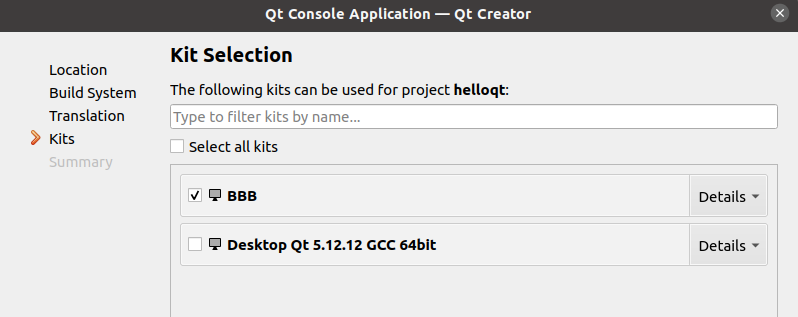 Qt Console Application — Qt Creator
Location
Build System
Translation
Kits
Summary
Kit Selection
The following kits can be used for project helloqt:
Type to filter kits by name...
Select all kits
BBB
Details
Desktop Qt 5.12.12 GCC 64bit
Details